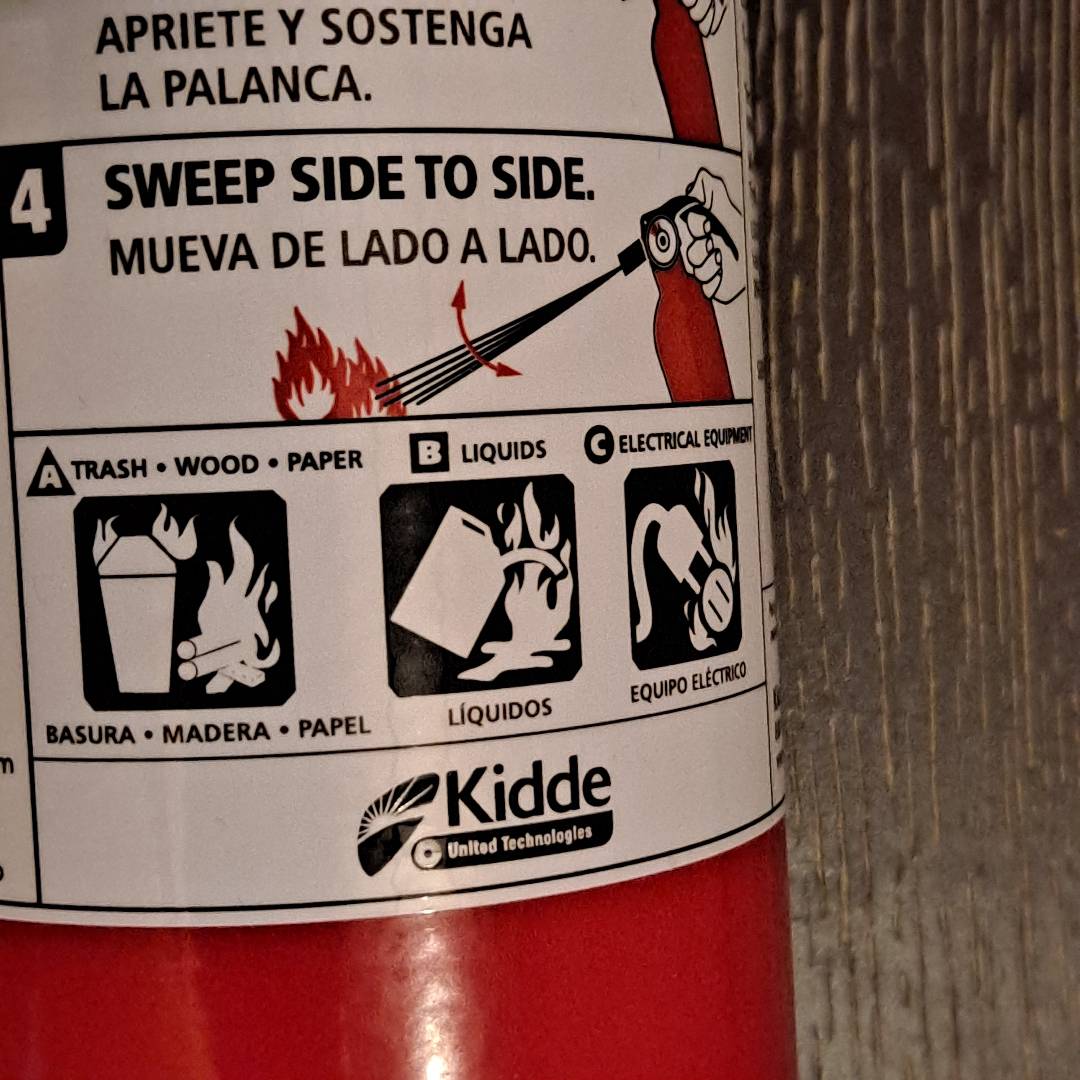 APRIETE Y SOSTENGA
LA PALANCA.
4
SWEEP SIDE TO SIDE.
MUEVA DE LADO A LADO.
A TRASH • WOOD • PAPER
BASURA • MADERA • PAPEL
B LIQUIDS
LÍQUIDOS
C ELECTRICAL EQUIPMENT
EQUIPO ELÉCTRICO
Kidde
United Technologies